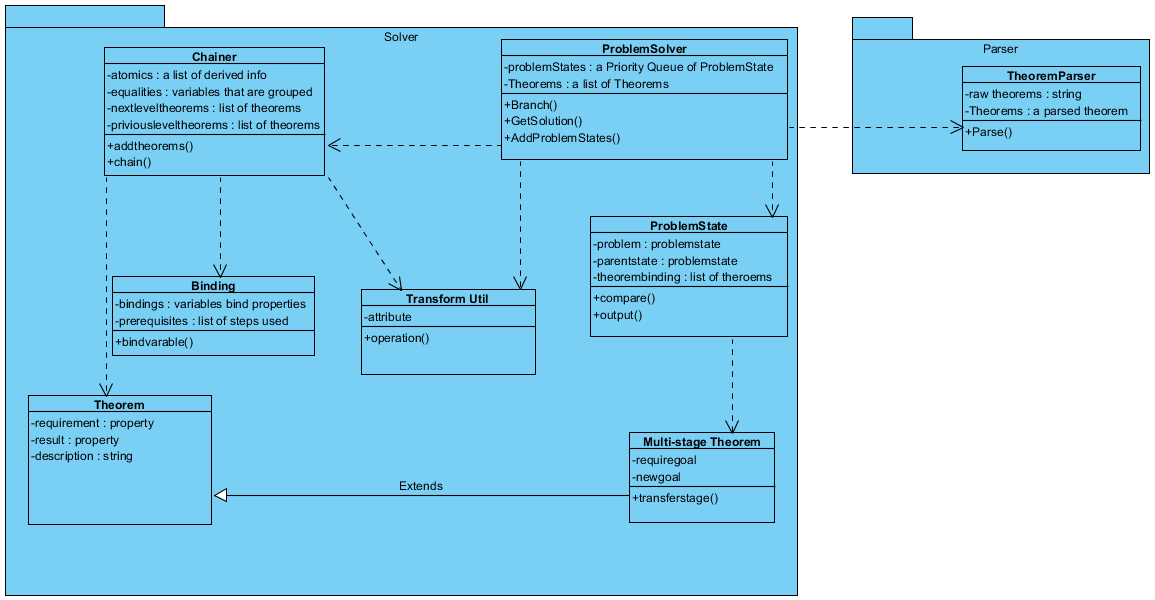 Solver
Chainer
-atomics : a list of derived info
-equalities : variables that are grouped
-nextleveltheorems : list of theorems
-priviousleveltheorems : list of theorems
+addtheorems()
+chain()
ProblemSolver
-problemStates : a Priority Queue of ProblemState
-Theorems : a list of Theorems
+Branch()
+GetSolution()
+AddProblemStates()
Parser
TheoremParser
-raw theorems : string
-Theorems : a parsed theorem
+Parse()
ProblemState
-problem : problemstate
-parentstate : problemstate
-theorembinding : list of theroems
+compare()
+output()
Binding
-bindings : variables bind properties
-prerequisites : list of steps used
+bindvarable()
Transform Util
-attribute
+operation()
Theorem
-requirement : property
-result : property
-description : string
Multi-stage Theorem
-requiregoal
-newgoal
+transferstage()
Extends